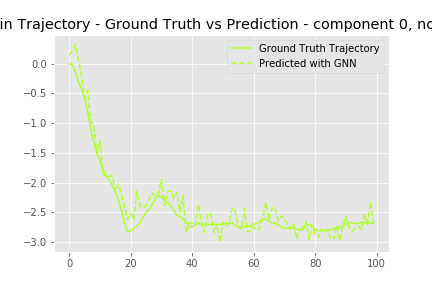 in Trajectory - Ground Truth vs Prediction - component 0, no
Ground Truth Trajectory
Predicted with GNN
0.0
−0.5
−1.0
−1.5
−2.0
−2.5
−3.0
0 20 40 60 80 100